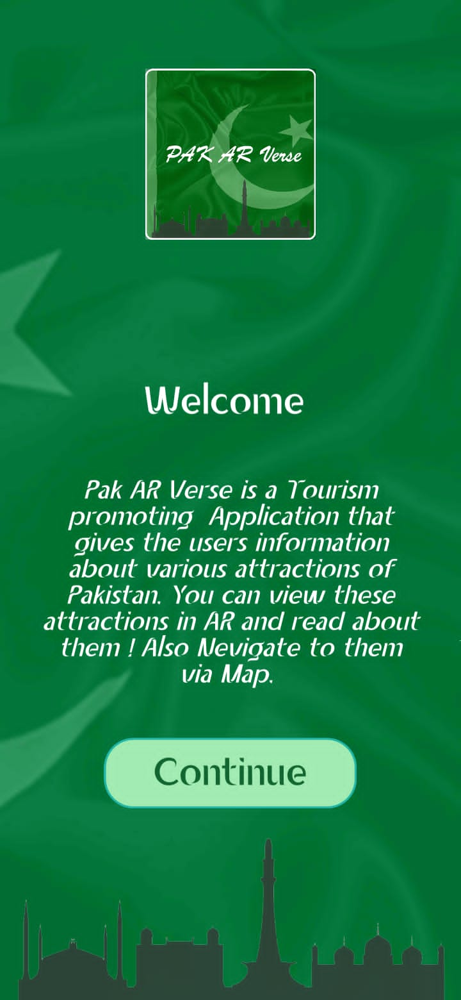 PAK AR Verse
Welcome
Pak AR Verse is a Tourism
promoting  Application that
gives the users information
about various attractions of
Pakistan. You can view these
attractions in AR and read about
them ! Also Nevigate to them
via Map.
Continue